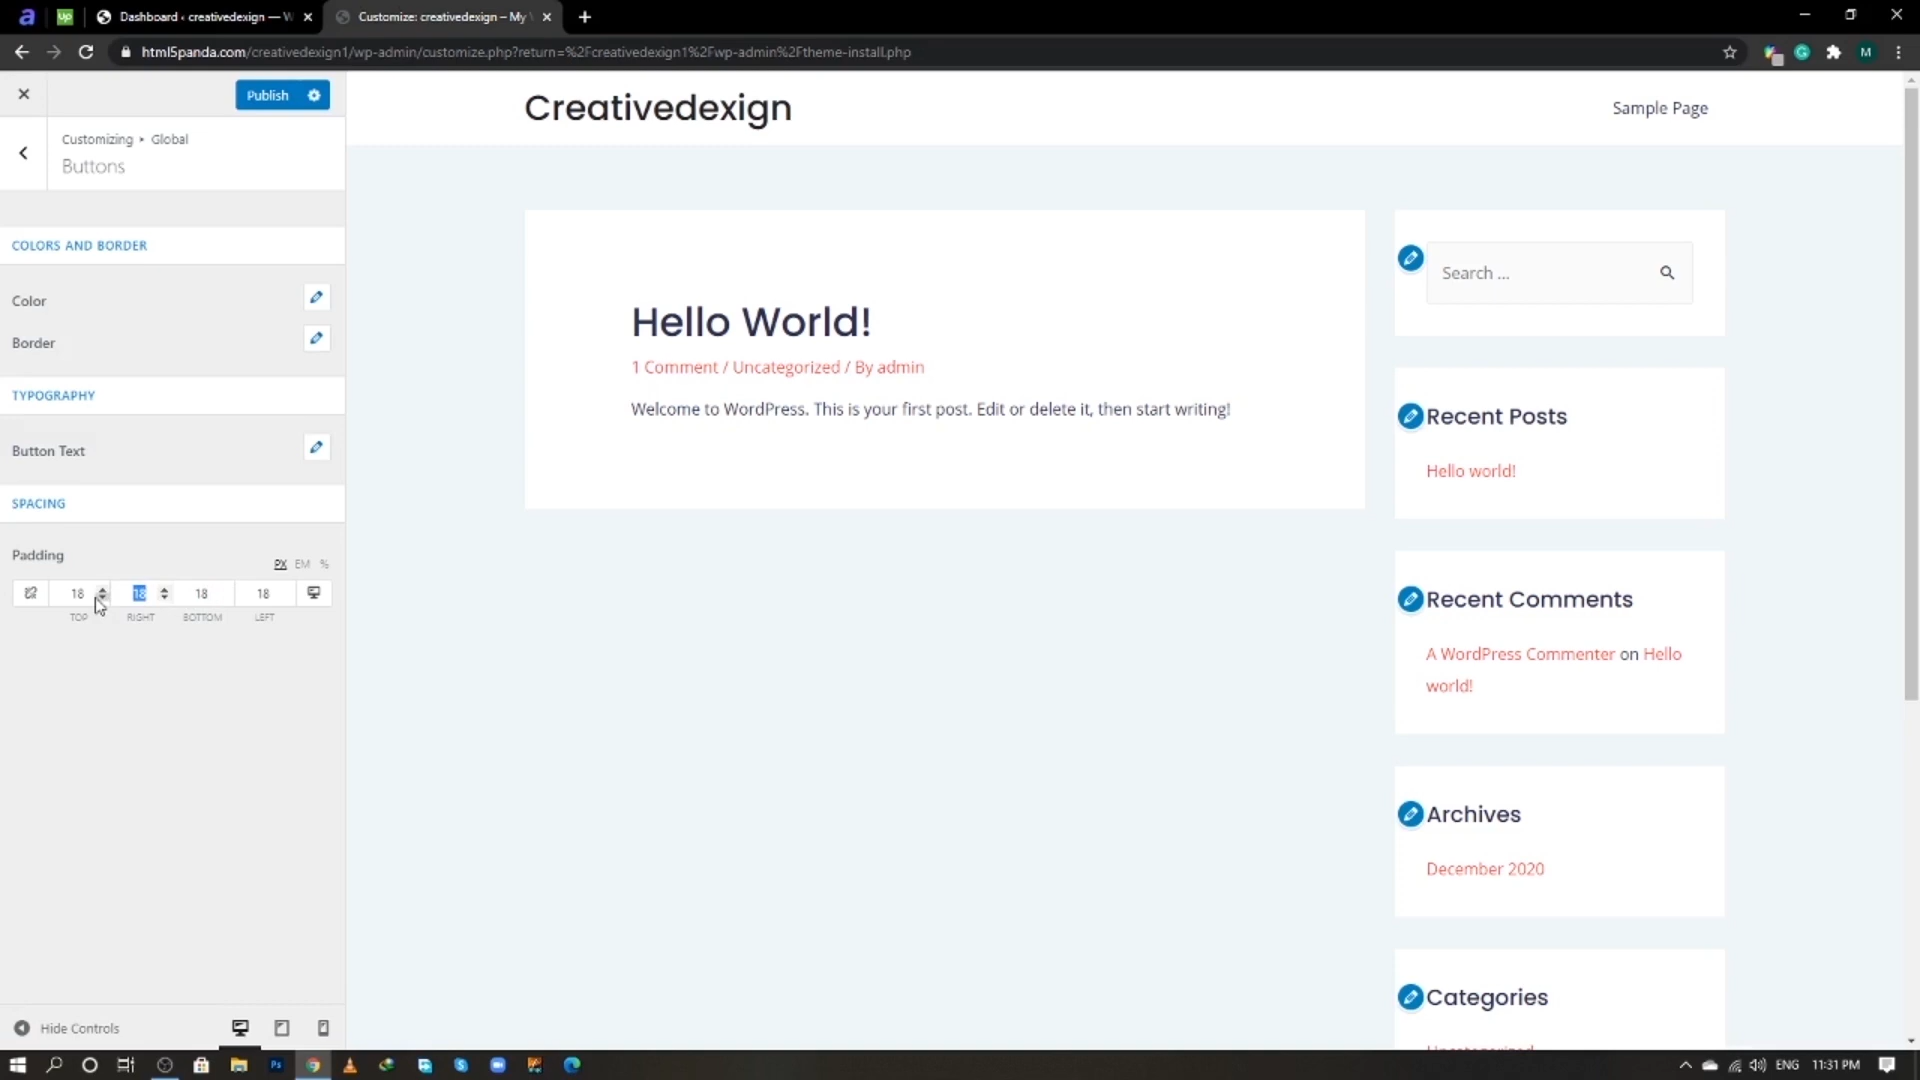 Dashboard ‹ creativedexign — W
Customize: creativedexign – My
html5panda.com/creativedexign1/wp-admin/customize.php?return=%2Fcreativedexign1%2Fwp-admin%2Ftheme-install.php
M
Publish
Customizing ▸ Global
Buttons
COLORS AND BORDER
Color
Border
TYPOGRAPHY
Button Text
SPACING
Padding
PX EM %
18 18 18 18
TOP RIGHT BOTTOM LEFT
Hide Controls
Creativedexign
Sample Page
Hello World!
1 Comment / Uncategorized / By admin
Welcome to WordPress. This is your first post. Edit or delete it, then start writing!
Search ...
Recent Posts
Hello world!
Recent Comments
A WordPress Commenter on Hello
world!
Archives
December 2020
Categories
Uncategorized
ENG 11:31 PM